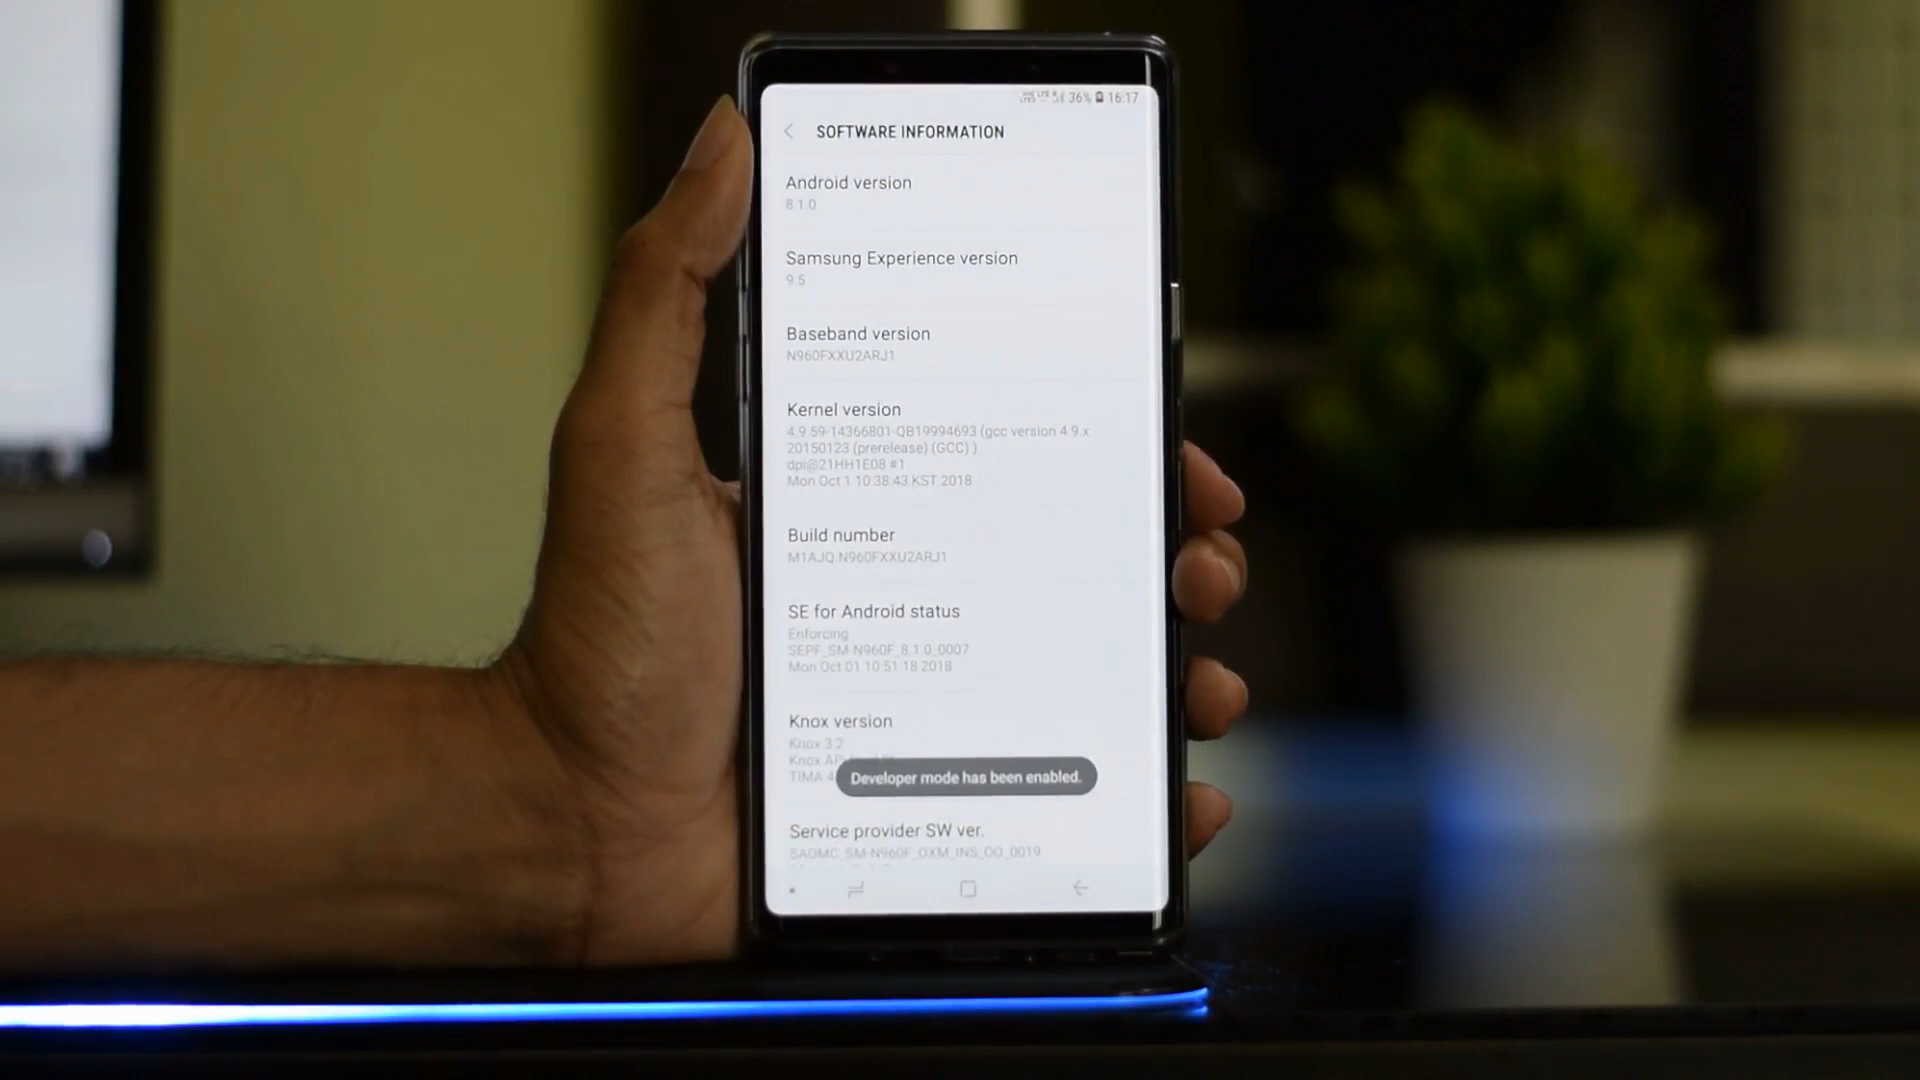 36% 16:17
SOFTWARE INFORMATION
Android version
8.1.0
Samsung Experience version
9.5
Baseband version
N960FXXU2ARJ1
Kernel version
4.9.59-14366801-QB19994693 (gcc version 4.9.x
20150123 (prerelease) (GCC) )
dpi@21HH1E08 #1
Mon Oct 1 10:38:43 KST 2018
Build number
M1AJQ.N960FXXU2ARJ1
SE for Android status
Enforcing
SEPF_SM-N960F_8.1.0_0007
Mon Oct 01 10:51:18 2018
Knox version
Knox 3.2
Knox
TIMA
Developer mode has been enabled.
Service provider SW ver.
SAOMC_SM-N960F_OXM_INS_OO_0019